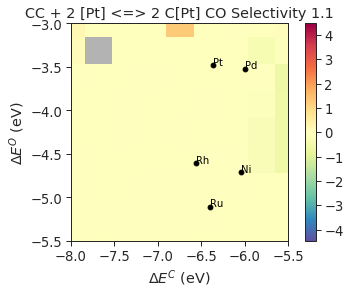 CC + 2 [Pt] <=> 2 C[Pt] CO Selectivity 1.1
−3.0
−3.5
−4.0
−4.5
−5.0
−5.5
ΔE^O (eV)
Pt
Pd
Rh
Ni
Ru
−8.0 −7.5 −7.0 −6.5 −6.0 −5.5
ΔE^C (eV)
4
3
2
1
0
−1
−2
−3
−4